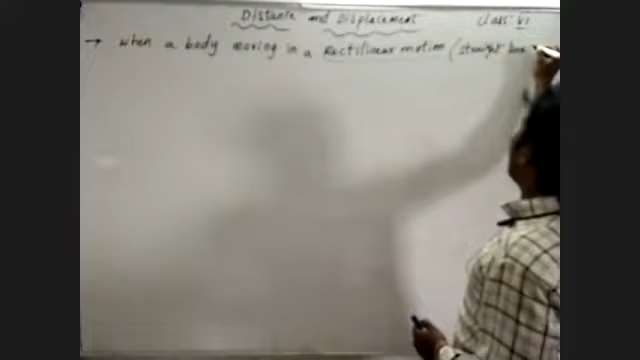 Distance and Displacement class: VI
→ when a body moving in a Rectilinear motion (straight line